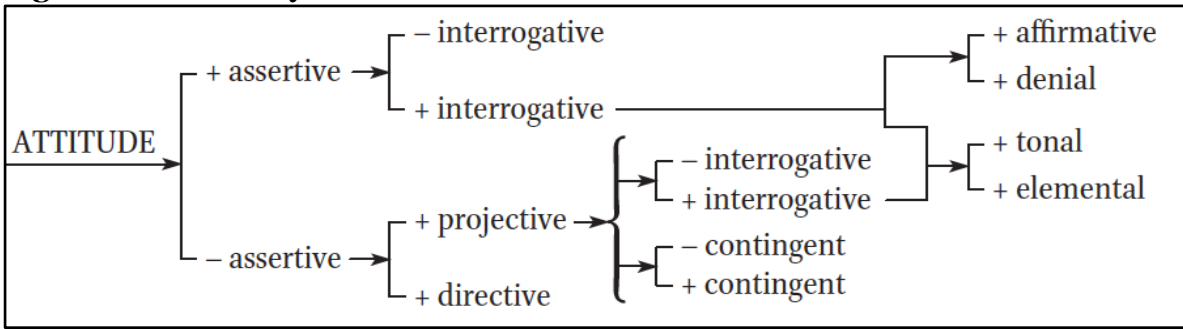 – interrogative
+ affirmative
+ assertive
+ denial
+ interrogative
ATTITUDE
+ tonal
– interrogative
+ elemental
+ interrogative
+ projective
– contingent
– assertive
+ contingent
+ directive